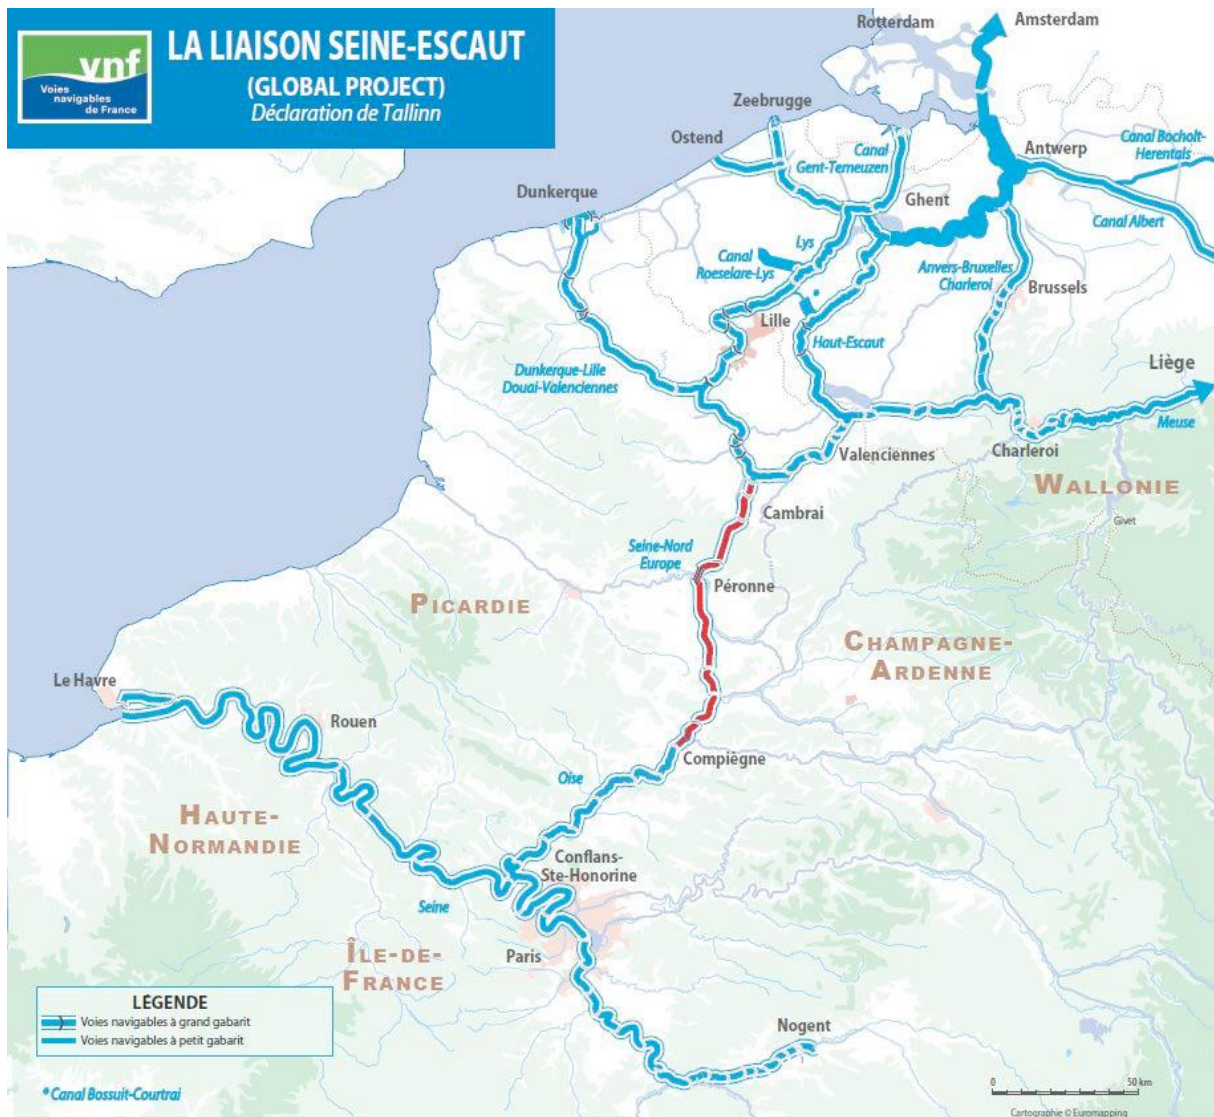 vnf
Voies
navigables
de France
LA LIAISON SEINE-ESCAUT
(GLOBAL PROJECT)
Déclaration de Tallinn
Rotterdam
Amsterdam
Zeebrugge
Ostend
Canal
Gent-Terneuzen
Antwerp
Canal Bocholt-
Herentals
Dunkerque
Ghent
Canal Albert
Lys
Canal
Roeselare-Lys
Anvers-Bruxelles
Charleroi
Brussels
Lille
Haut-Escaut
Dunkerque-Lille
Douai-Valenciennes
Liège
Meuse
Valenciennes
Charleroi
WALLONIE
Cambrai
Givet
Seine-Nord
Europe
Péronne
PICARDIE
CHAMPAGNE-
ARDENNE
Le Havre
Rouen
Compiègne
Oise
HAUTE-
NORMANDIE
Conflans-
Ste-Honorine
Seine
ÎLE-DE-
FRANCE
Paris
LÉGENDE
Voies navigables à grand gabarit
Voies navigables à petit gabarit
Nogent
* Canal Bossuit-Courtrai
0 50 km
Cartographie © Euromapping